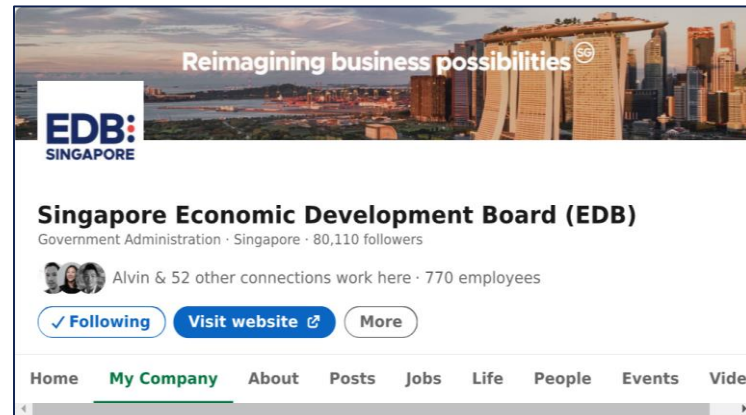 Reimagining business possibilities SG
EDB:
SINGAPORE
Singapore Economic Development Board (EDB)
Government Administration · Singapore · 80,110 followers
Alvin & 52 other connections work here · 770 employees
✓ Following Visit website More
Home My Company About Posts Jobs Life People Events Vide